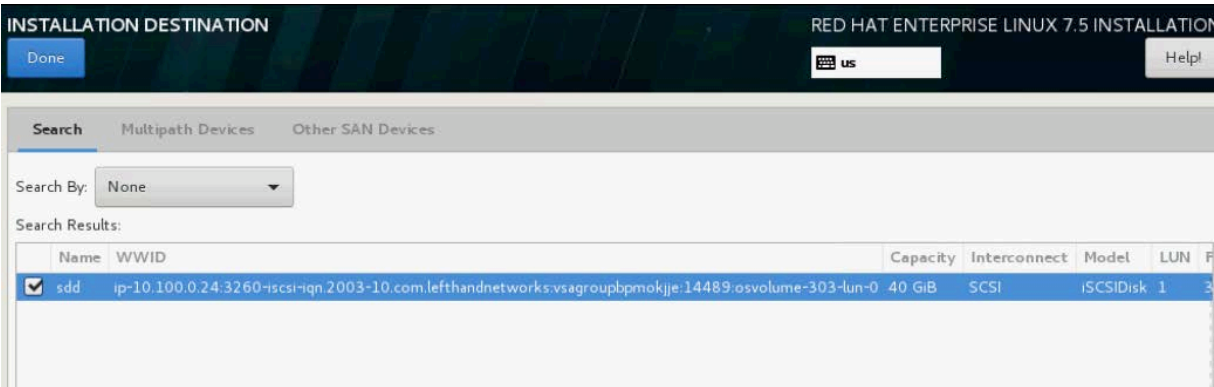 INSTALLATION DESTINATION
RED HAT ENTERPRISE LINUX 7.5 INSTALLATION
Done
us
Help!
Search Multipath Devices Other SAN Devices
Search By: None
Search Results:
Name WWID Capacity Interconnect Model LUN
sdd ip-10.100.0.24:3260-iscsi-iqn.2003-10.com.lefthandnetworks:vsagroupbpmokjje:14489:osvolume-303-lun-0 40 GiB SCSI iSCSIDisk 1